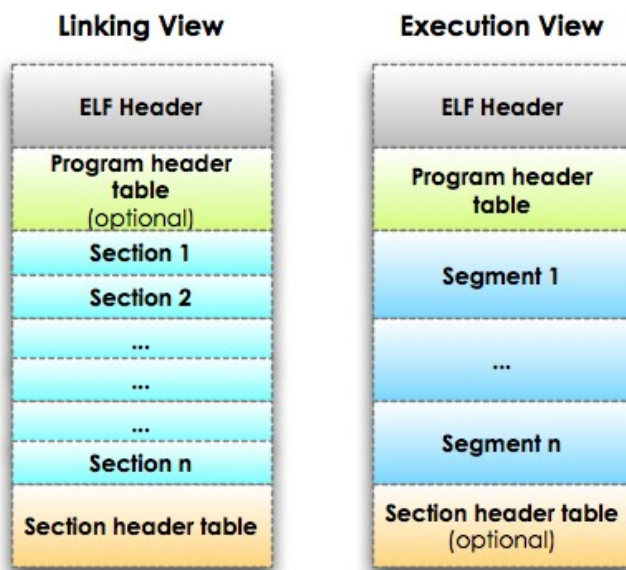 Linking View
ELF Header
Program header
table
(optional)
Section 1
Section 2
...
...
...
Section n
Section header table
Execution View
ELF Header
Program header
table
Segment 1
...
Segment n
Section header table
(optional)